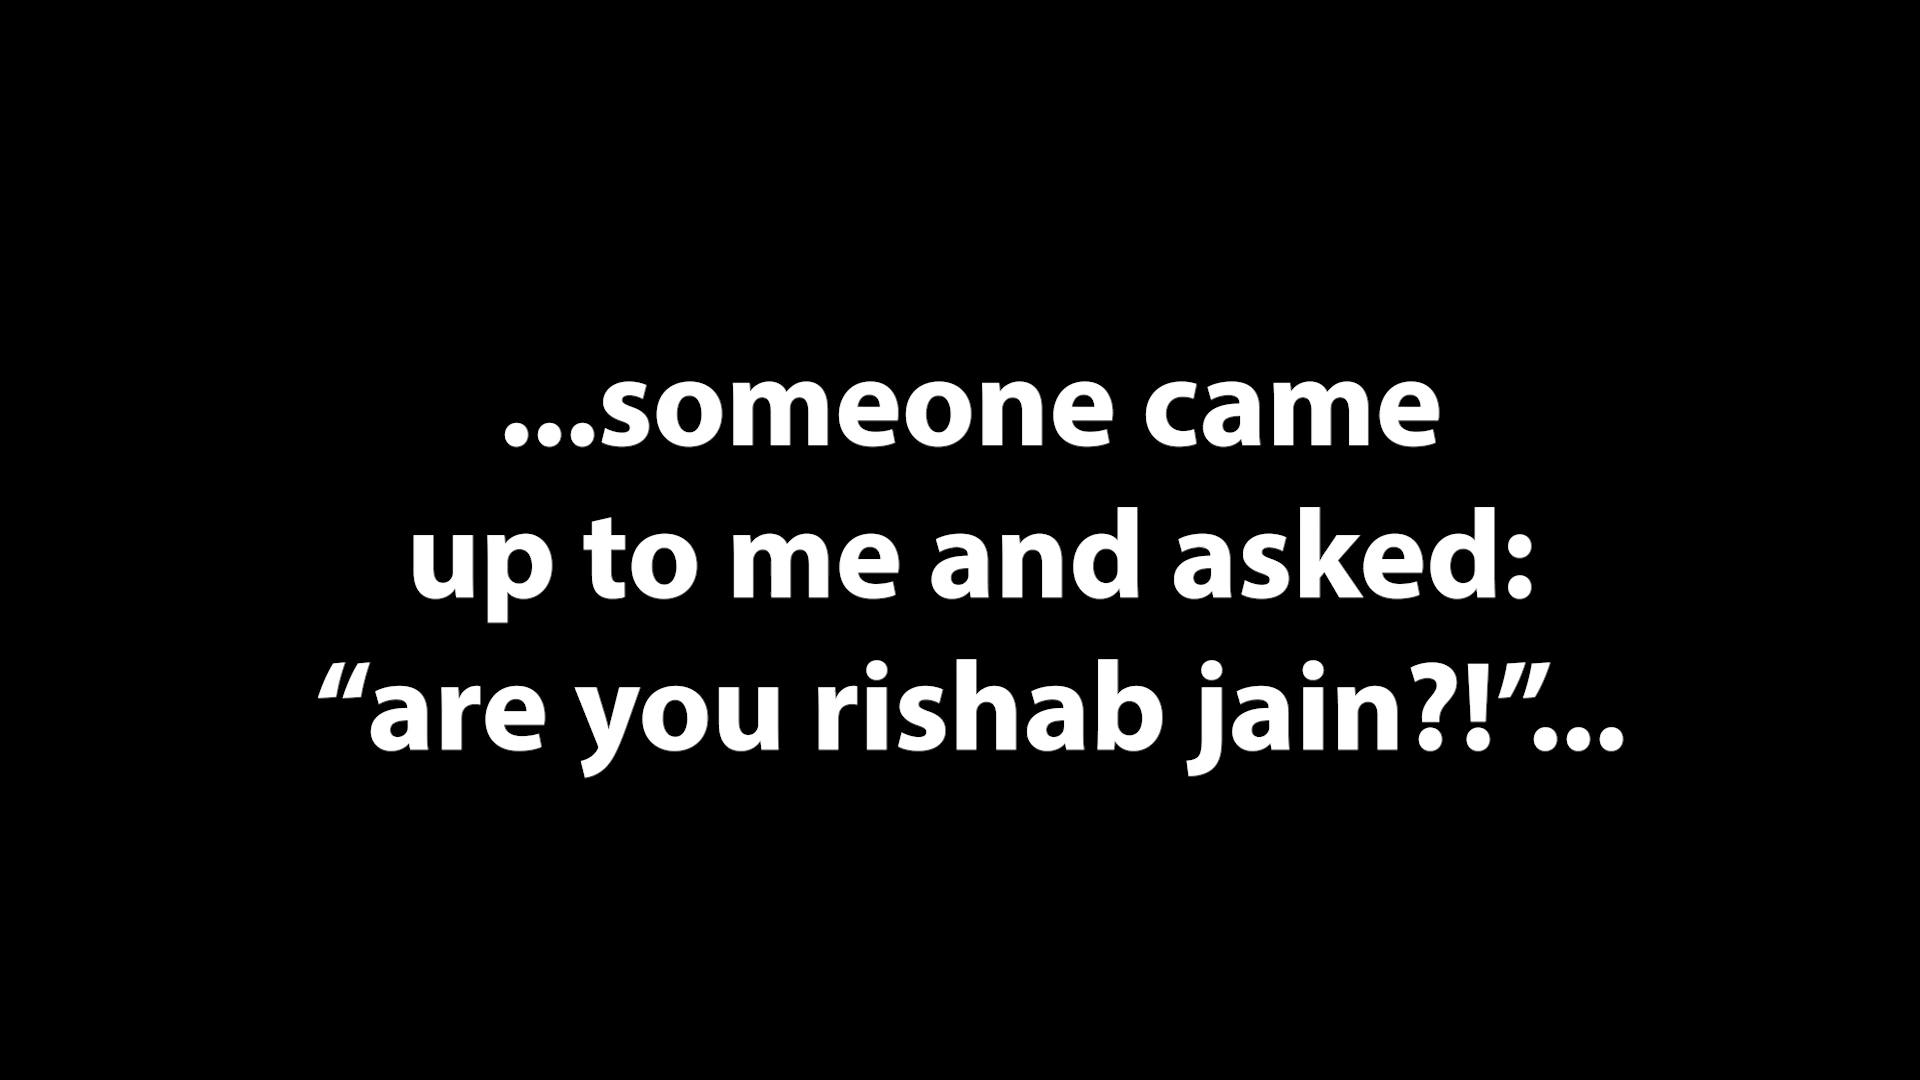 ...someone came
up to me and asked:
“are you rishab jain?!”...